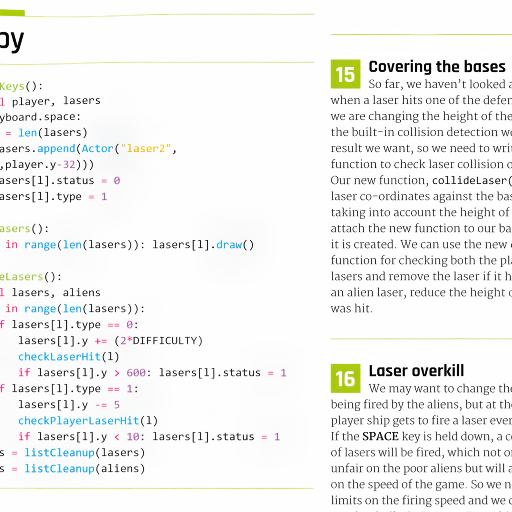 py
Keys():
l player, lasers
yboard.space:
= len(lasers)
asers.append(Actor("laser2",
,player.y-32)))
asers[l].status = 0
asers[l].type = 1
asers():
in range(len(lasers)): lasers[l].draw()
eLasers():
l lasers, aliens
in range(len(lasers)):
f lasers[l].type == 0:
lasers[l].y += (2*DIFFICULTY)
checkLaserHit(l)
if lasers[l].y > 600: lasers[l].status = 1
f lasers[l].type == 1:
lasers[l].y -= 5
checkPlayerLaserHit(l)
if lasers[l].y < 10: lasers[l].status = 1
s = listCleanup(lasers)
s = listCleanup(aliens)
15 Covering the bases
So far, we haven't looked a
when a laser hits one of the defen
we are changing the height of the
the built-in collision detection we
result we want, so we need to writ
function to check laser collision o
Our new function, collideLaser(
laser co-ordinates against the bas
taking into account the height of
attach the new function to our ba
it is created. We can use the new c
function for checking both the pla
lasers and remove the laser if it h
an alien laser, reduce the height o
was hit.
16 Laser overkill
We may want to change the
being fired by the aliens, but at the
player ship gets to fire a laser ever
If the SPACE key is held down, a co
of lasers will be fired, which not on
unfair on the poor aliens but will a
on the speed of the game. So we ne
limits on the firing speed and we c